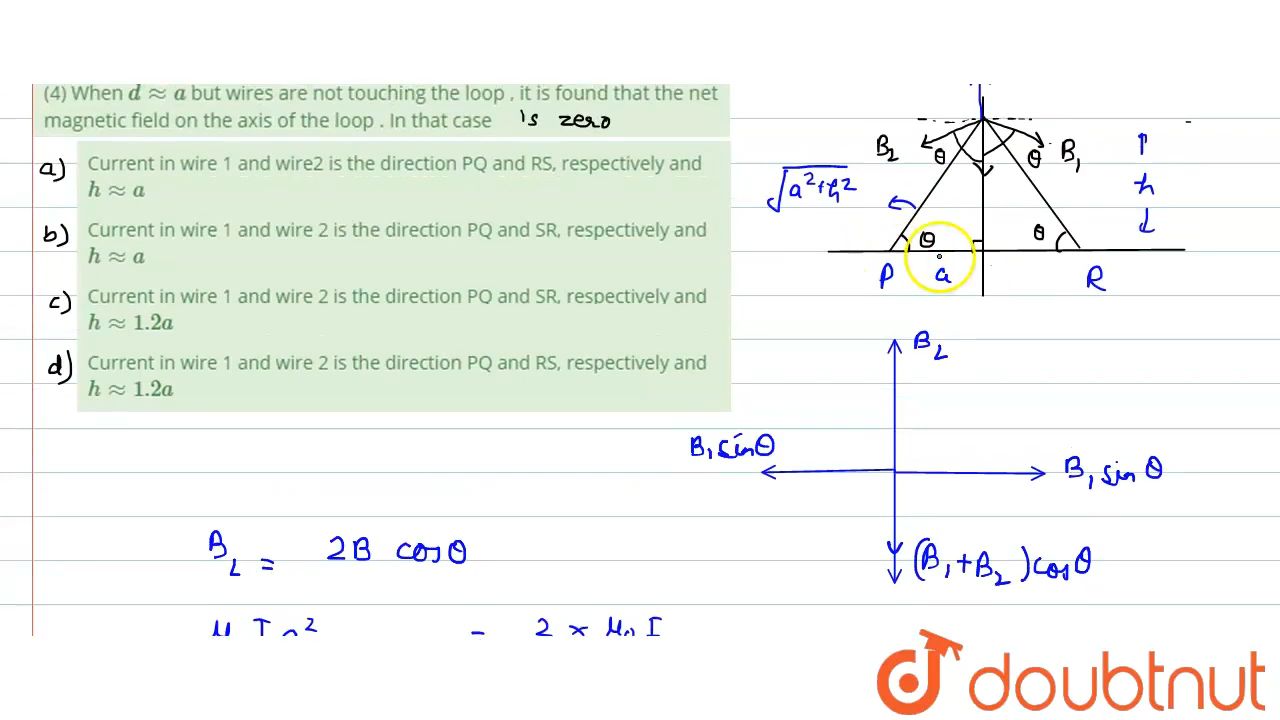 (4) When d ≈ a but wires are not touching the loop , it is found that the net
magnetic field on the axis of the loop . In that case is zero
a) Current in wire 1 and wire2 is the direction PQ and RS, respectively and
h ≈ a
b) Current in wire 1 and wire 2 is the direction PQ and SR, respectively and
h ≈ a
c) Current in wire 1 and wire 2 is the direction PQ and SR, respectively and
h ≈ 1.2a
d) Current in wire 1 and wire 2 is the direction PQ and RS, respectively and
h ≈ 1.2a
B2 θ θ B1
√a²+h²
h
θ θ
P a R
BL
B1 sinθ
B1 sin θ
(B1+B2)cosθ
BL = 2B cosθ
= 2 × μ0 I
doubtnut